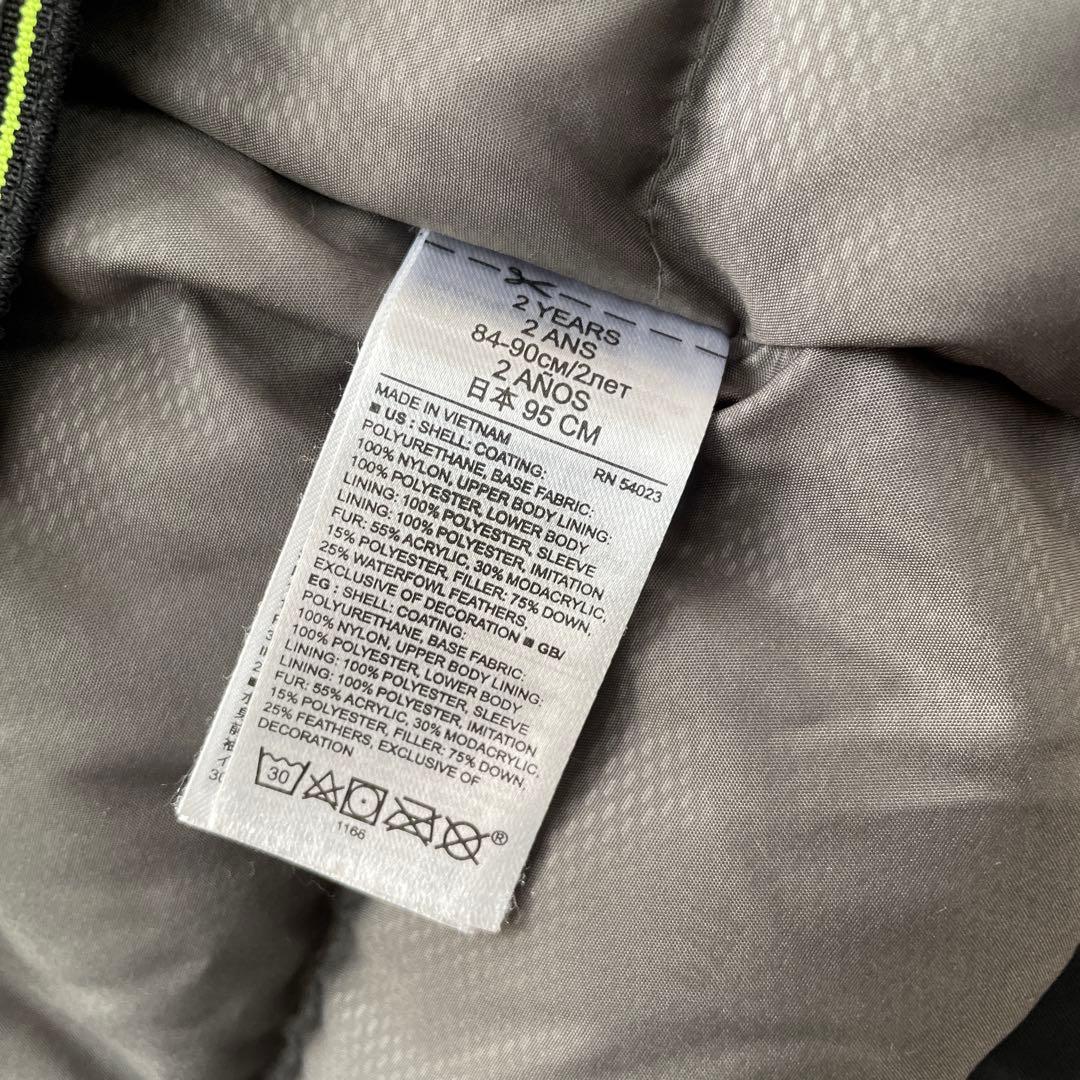 2 YEARS
2 ANS
84-90см/2лет
2 AÑOS
日本 95 CM
MADE IN VIETNAM
RN 54023
■ US : SHELL: COATING:
POLYURETHANE, BASE FABRIC:
100% NYLON, UPPER BODY LINING:
100% POLYESTER, LOWER BODY
LINING: 100% POLYESTER, SLEEVE
LINING: 100% POLYESTER, IMITATION
FUR: 55% ACRYLIC, 30% MODACRYLIC,
15% POLYESTER, FILLER: 75% DOWN,
25% WATERFOWL FEATHERS,
EXCLUSIVE OF DECORATION ■ GB/
EG : SHELL: COATING:
POLYURETHANE, BASE FABRIC:
100% NYLON, UPPER BODY LINING:
100% POLYESTER, LOWER BODY
LINING: 100% POLYESTER, SLEEVE
LINING: 100% POLYESTER, IMITATION
FUR: 55% ACRYLIC, 30% MODACRYLIC,
15% POLYESTER, FILLER: 75% DOWN,
25% FEATHERS, EXCLUSIVE OF
DECORATION
30
®
1166